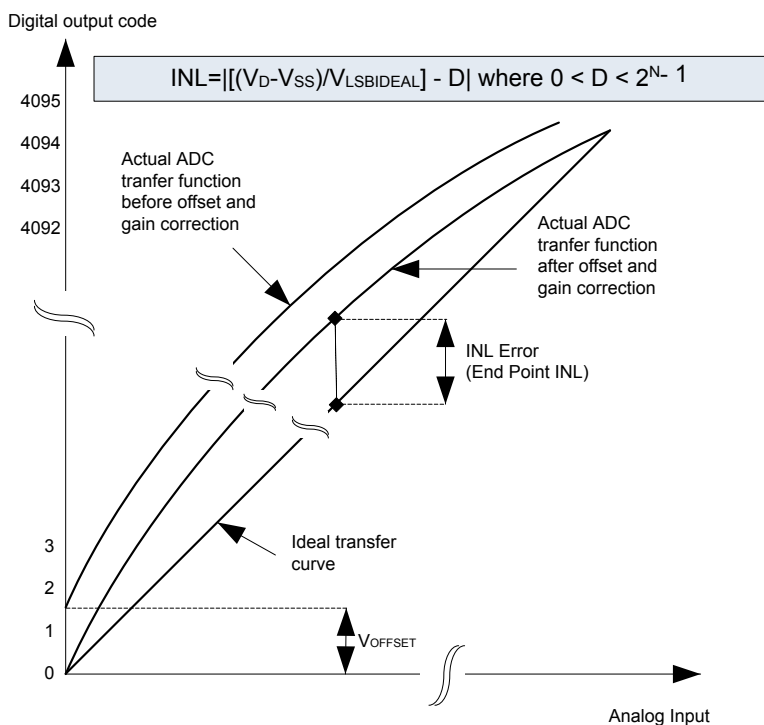 Digital output code
INL=|[(VD-VSS)/VLSBIDEAL] - D| where 0 < D < 2^N- 1
4095
4094
4093
4092
Actual ADC
tranfer function
before offset and
gain correction
Actual ADC
tranfer function
after offset and
gain correction
INL Error
(End Point INL)
Ideal transfer
curve
3
2
1
0
VOFFSET
Analog Input